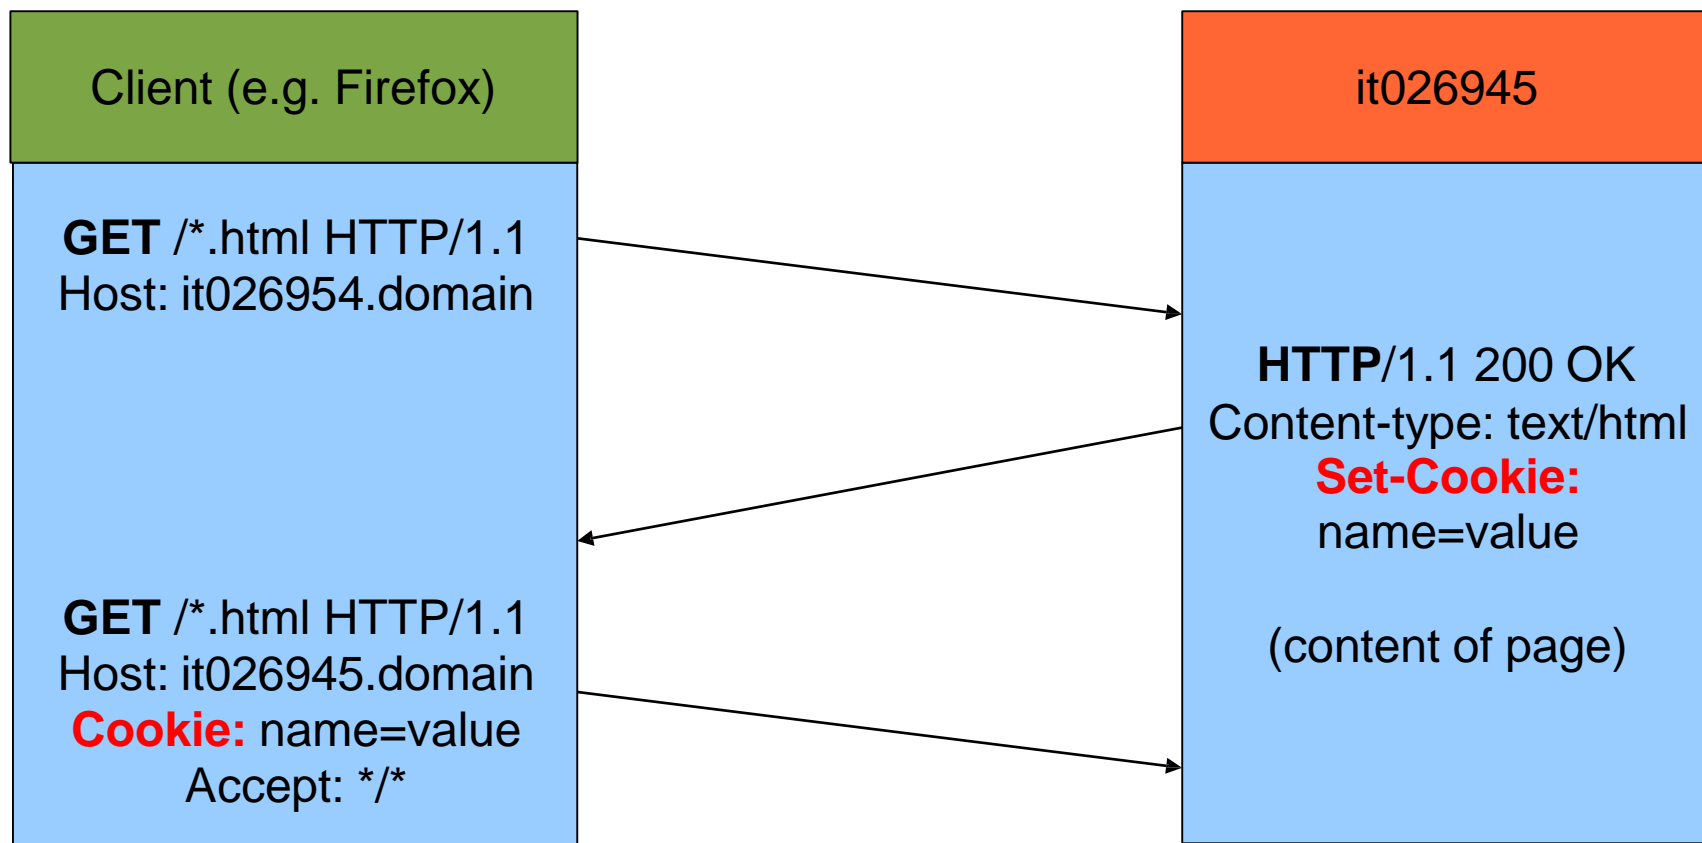 Client (e.g. Firefox)
GET /*.html HTTP/1.1
Host: it026954.domain
GET /*.html HTTP/1.1
Host: it026945.domain
Cookie: name=value
Accept: */*
it026945
HTTP/1.1 200 OK
Content-type: text/html
Set-Cookie:
name=value
(content of page)